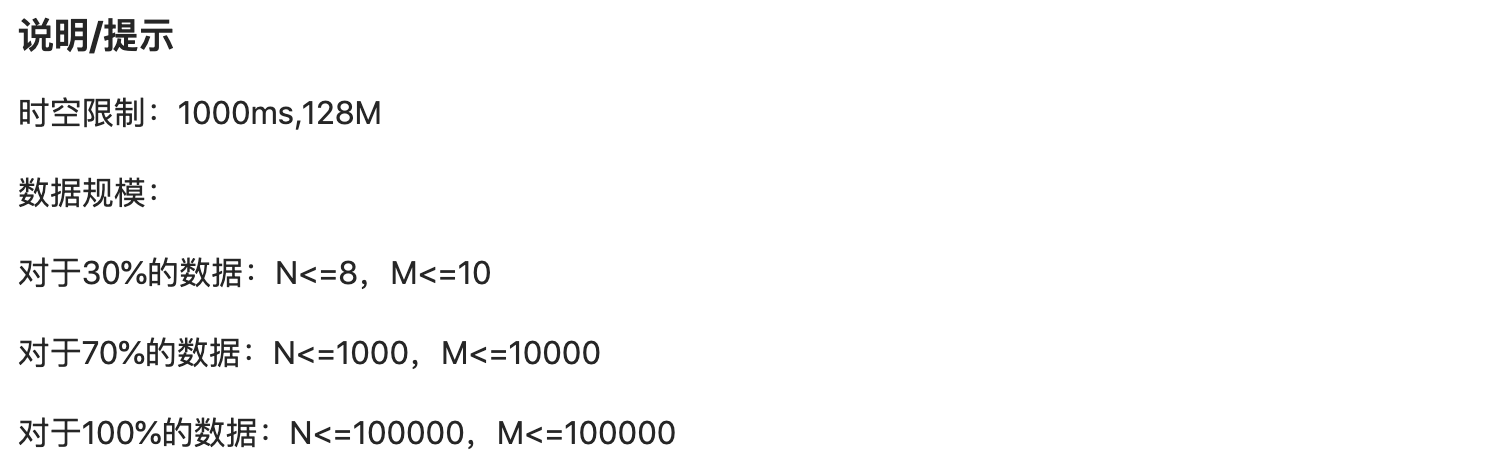 说明/提示
时空限制：1000ms,128M
数据规模：
对于30%的数据：N<=8，M<=10
对于70%的数据：N<=1000，M<=10000
对于100%的数据：N<=100000，M<=100000